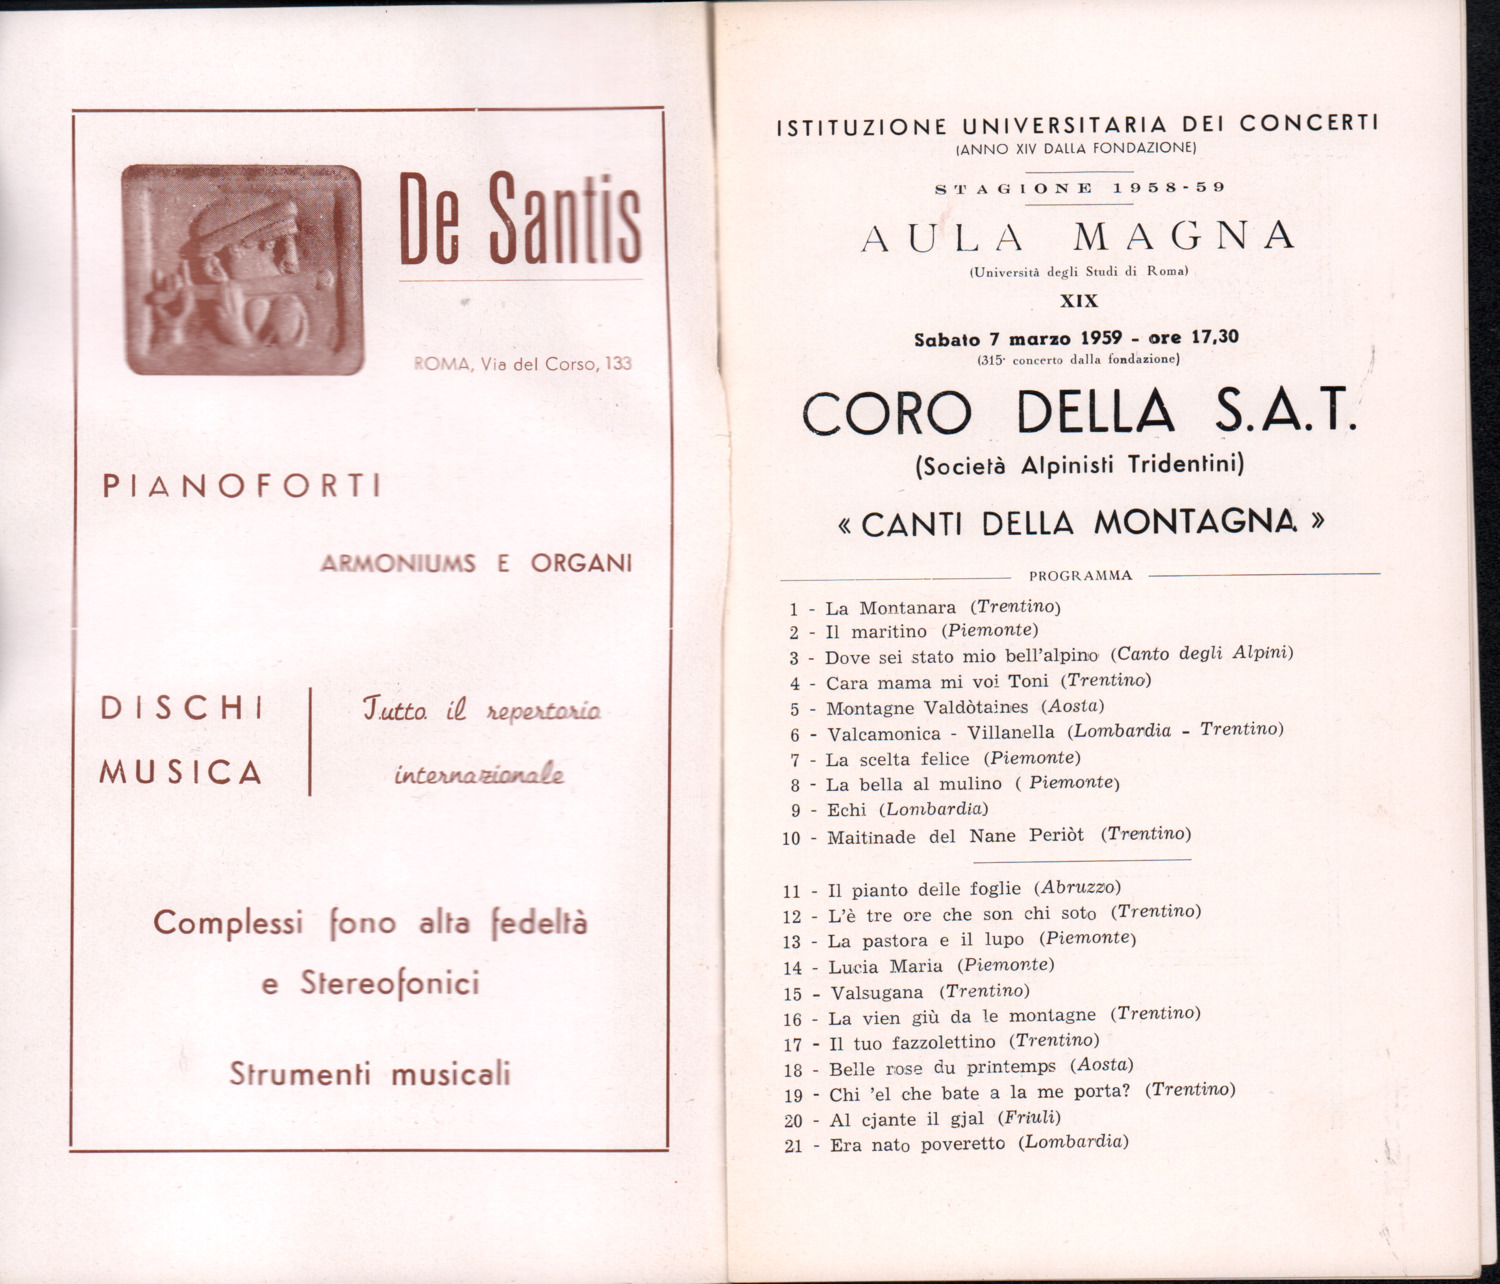 De Santis
ROMA, Via del Corso, 133
PIANOFORTI
ARMONIUMS E ORGANI
DISCHI
MUSICA
Tutto il repertorio
internazionale
Complessi fono alta fedeltà
e Stereofonici
Strumenti musicali
ISTITUZIONE UNIVERSITARIA DEI CONCERTI
(ANNO XIV DALLA FONDAZIONE)
STAGIONE 1958-59
AULA MAGNA
(Università degli Studi di Roma)
XIX
Sabato 7 marzo 1959 - ore 17,30
(315· concerto dalla fondazione)
CORO DELLA S.A.T.
(Società Alpinisti Tridentini)
« CANTI DELLA MONTAGNA »
PROGRAMMA
1 - La Montanara (Trentino)
2 - Il maritino (Piemonte)
3 - Dove sei stato mio bell'alpino (Canto degli Alpini)
4 - Cara mama mi voi Toni (Trentino)
5 - Montagne Valdòtaines (Aosta)
6 - Valcamonica - Villanella (Lombardia - Trentino)
7 - La scelta felice (Piemonte)
8 - La bella al mulino ( Piemonte)
9 - Echi (Lombardia)
10 - Maitinade del Nane Periòt (Trentino)
11 - Il pianto delle foglie (Abruzzo)
12 - L'è tre ore che son chi soto (Trentino)
13 - La pastora e il lupo (Piemonte)
14 - Lucia Maria (Piemonte)
15 - Valsugana (Trentino)
16 - La vien giù da le montagne (Trentino)
17 - Il tuo fazzolettino (Trentino)
18 - Belle rose du printemps (Aosta)
19 - Chi 'el che bate a la me porta? (Trentino)
20 - Al cjante il gjal (Friuli)
21 - Era nato poveretto (Lombardia)